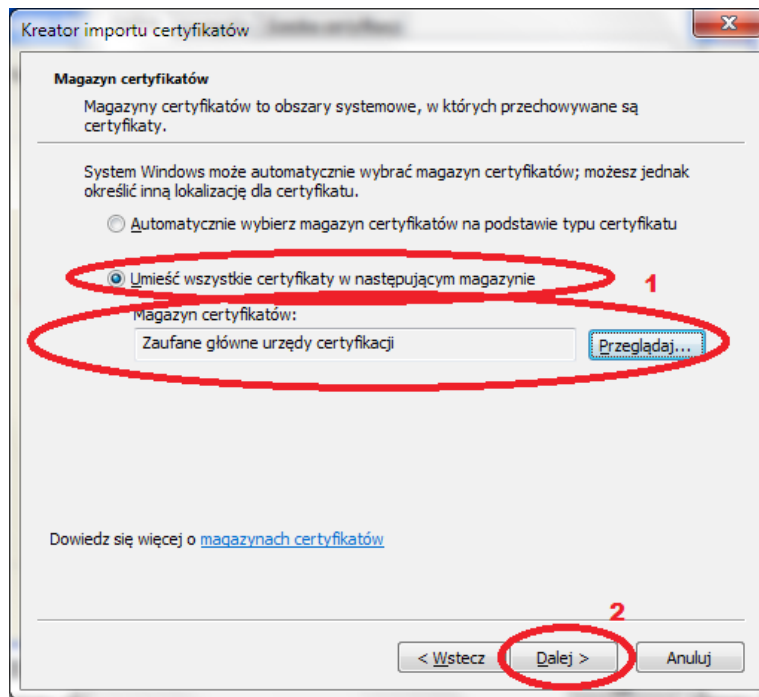 Kreator importu certyfikatów
Magazyn certyfikatów
Magazyny certyfikatów to obszary systemowe, w których przechowywane są
certyfikaty.
System Windows może automatycznie wybrać magazyn certyfikatów; możesz jednak
określić inną lokalizację dla certyfikatu.
Automatycznie wybierz magazyn certyfikatów na podstawie typu certyfikatu
Umieść wszystkie certyfikaty w następującym magazynie
1
Magazyn certyfikatów:
Zaufane główne urzędy certyfikacji
Przeglądaj...
Dowiedz się więcej o magazynach certyfikatów
2
< Wstecz
Dalej >
Anuluj